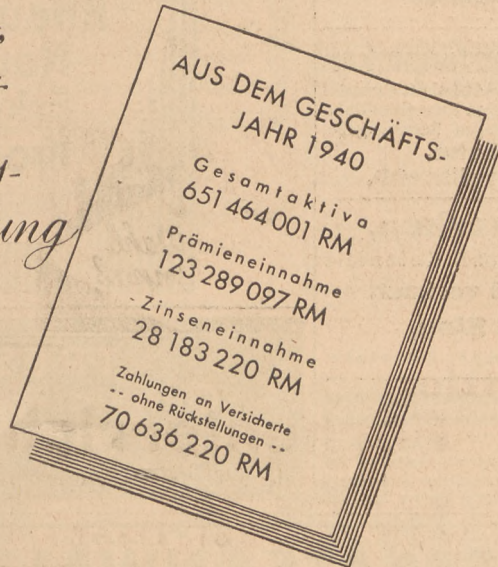 ung
AUS DEM GESCHÄFTS-
JAHR 1940
Gesamtaktiva
651 464 001 RM
Prämieneinnahme
123 289 097 RM
- Zinseneinnahme
28 183 220 RM
Zahlungen an Versicherte
-- ohne Rückstellungen --
70 636 220 RM